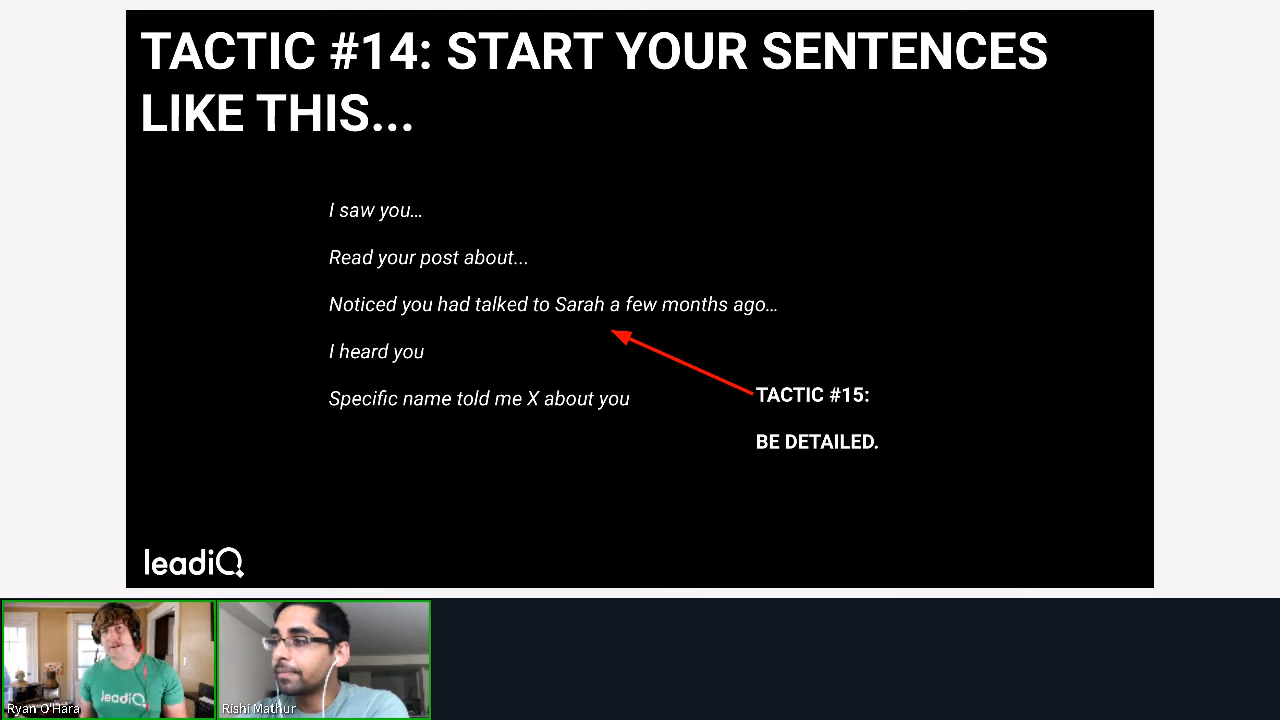 TACTIC #14: START YOUR SENTENCES
LIKE THIS...
I saw you…
Read your post about...
Noticed you had talked to Sarah a few months ago…
I heard you
Specific name told me X about you
TACTIC #15:
BE DETAILED.
leadiQ
leadiQ
Ryan O'Hara
Rishi Mathur